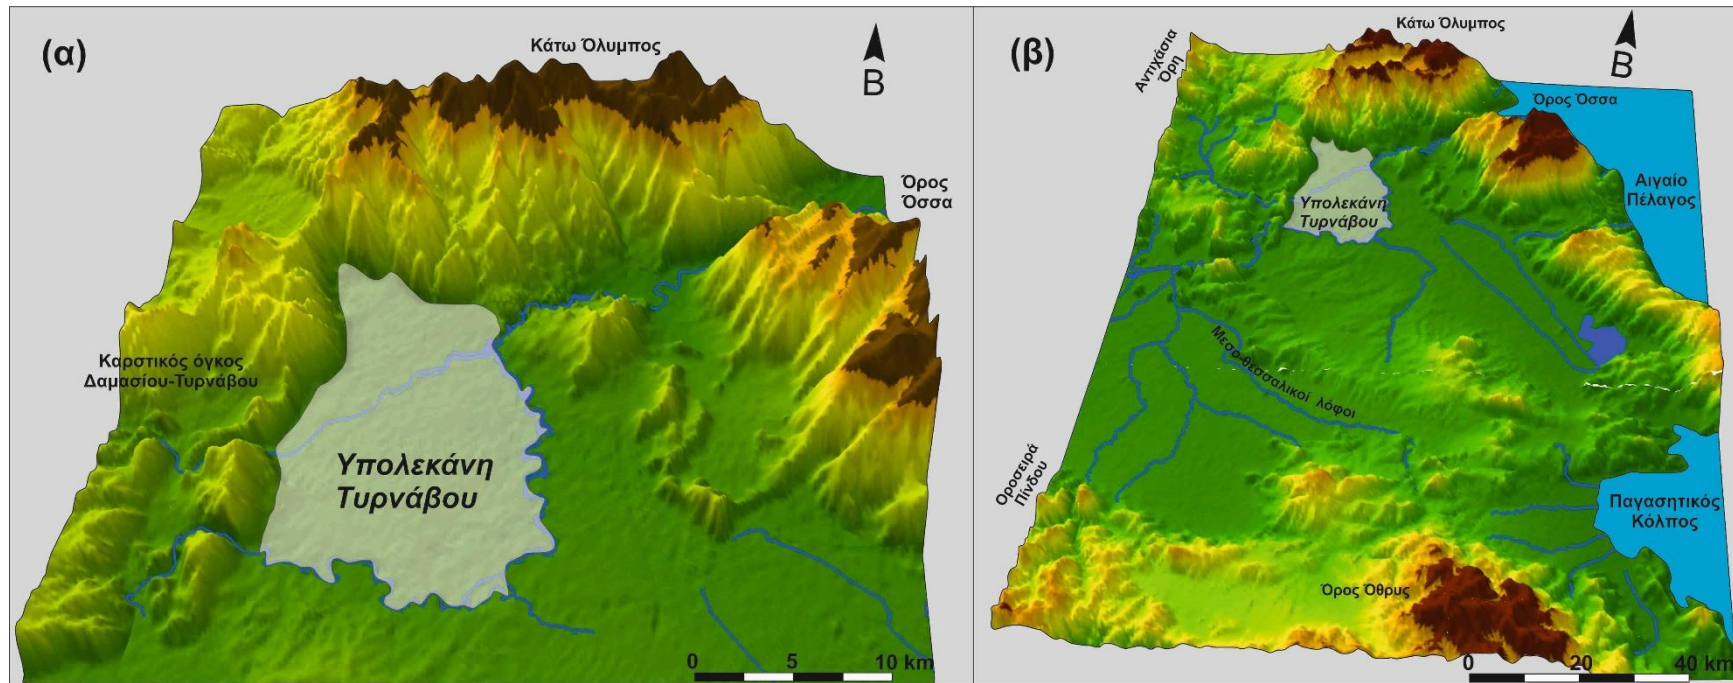 (α)
Κάτω Όλυμπος
Β
Όρος
Όσσα
Καρστικός όγκος
Δαμασίου-Τυρνάβου
Υπολεκάνη
Τυρνάβου
0 5 10 km
(β)
Κάτω Όλυμπος
Β
Αντιχάσια
Όρη
Όρος Όσσα
Αιγαίο
Πέλαγος
Υπολεκάνη
Τυρνάβου
Μεσο-θεσσαλικοί λόφοι
Οροσειρά
Πίνδου
Παγασητικός
Κόλπος
Όρος Όθρυς
0 20 40 km